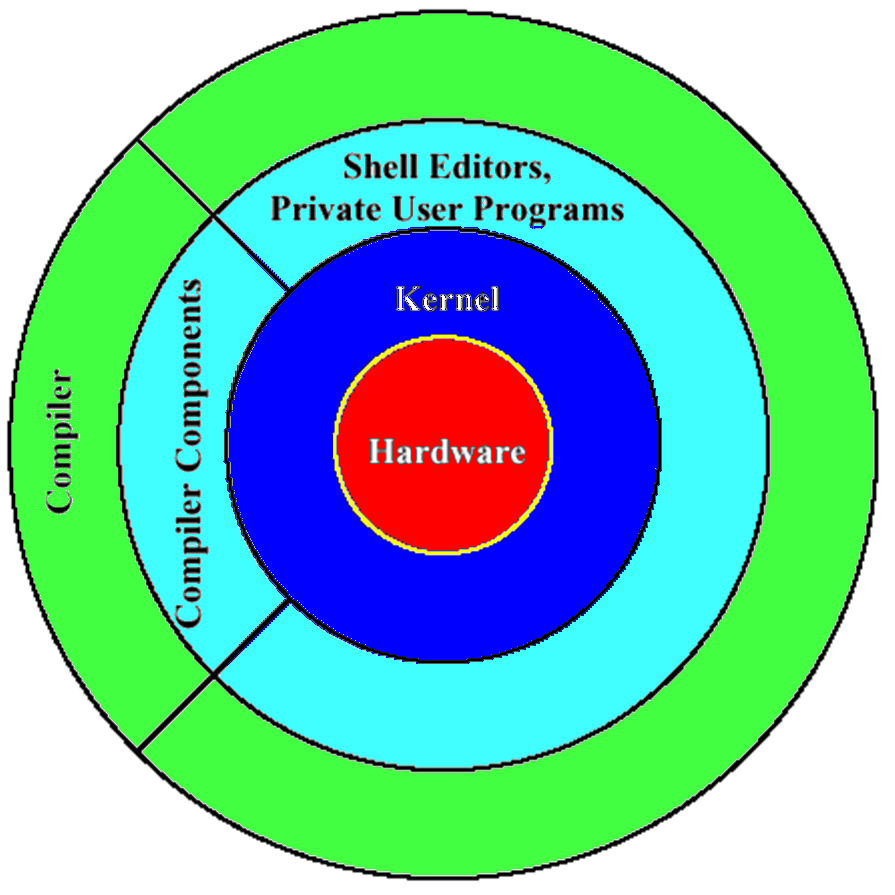 Shell Editors,
Private User Programs
Kernel
Hardware
Compiler Components
Compiler